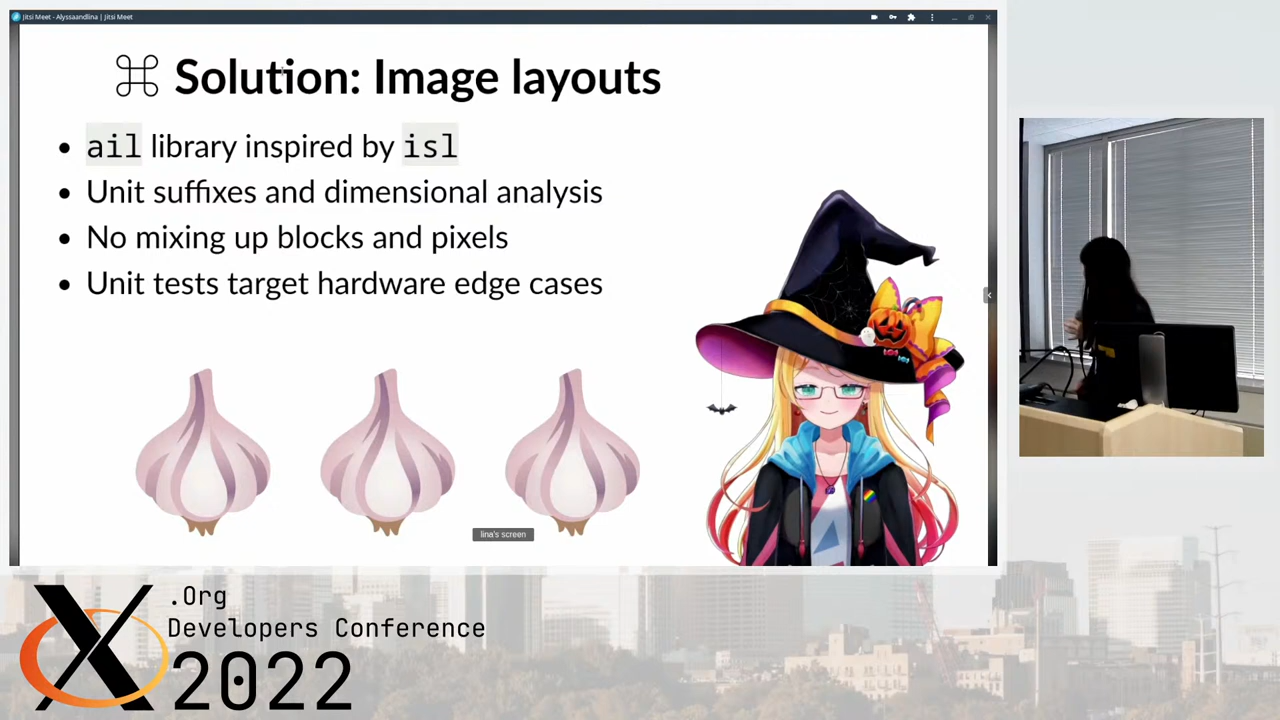 Jitsi Meet - Alyssaandlina | Jitsi Meet
⌘ Solution: Image layouts
• ail library inspired by isl
• Unit suffixes and dimensional analysis
• No mixing up blocks and pixels
• Unit tests target hardware edge cases
lina's screen
X.Org
Developers Conference
2022